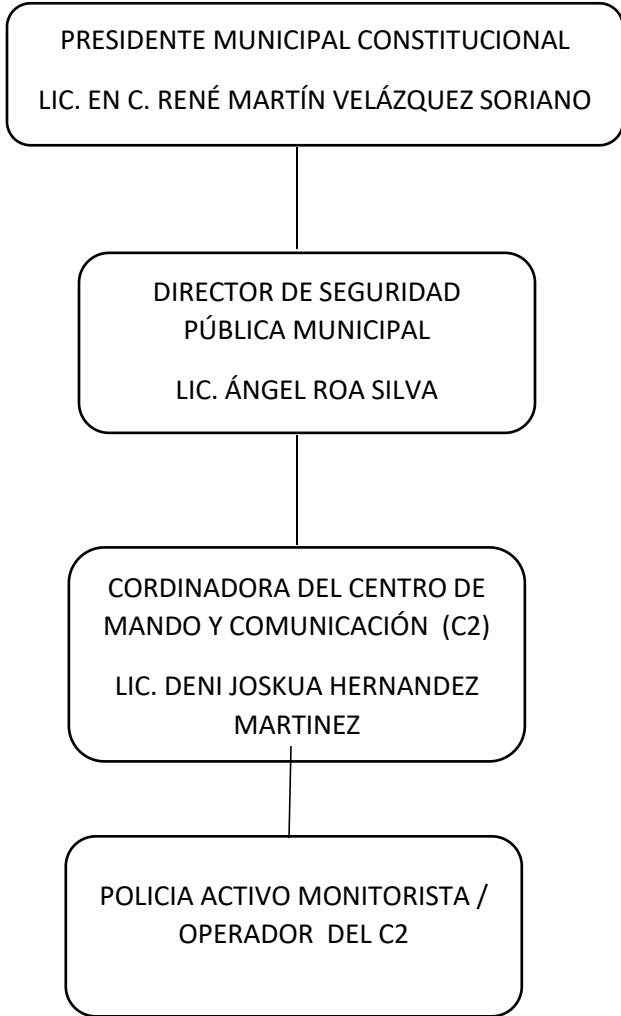 PRESIDENTE MUNICIPAL CONSTITUCIONAL
LIC. EN C. RENÉ MARTÍN VELÁZQUEZ SORIANO
DIRECTOR DE SEGURIDAD
PÚBLICA MUNICIPAL
LIC. ÁNGEL ROA SILVA
CORDINADORA DEL CENTRO DE
MANDO Y COMUNICACIÓN (C2)
LIC. DENI JOSKUA HERNANDEZ
MARTINEZ
POLICIA ACTIVO MONITORISTA /
OPERADOR DEL C2